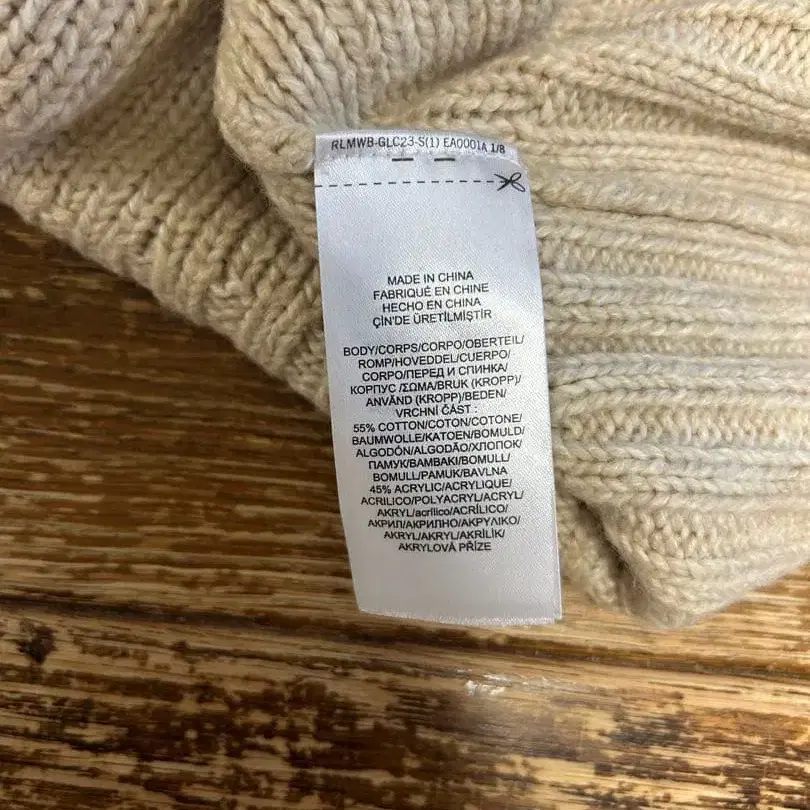 RLMWB-GLC23-S(1) EA0001A 1/8
MADE IN CHINA
FABRIQUÉ EN CHINE
HECHO EN CHINA
ÇİN'DE ÜRETİLMİŞTİR
BODY/CORPS/CORPO/OBERTEIL/
ROMP/HOVEDDEL/CUERPO/
CORPO/ПЕРЕД И СПИНКА/
КОРПУС /ΣΩΜΑ/BRUK (KROPP)/
ANVÄND (KROPP)/BEDEN/
VRCHNÍ ČÁST :
55% COTTON/COTON/COTONE/
BAUMWOLLE/KATOEN/BOMULD/
ALGODÓN/ALGODÃO/ХЛОПОК/
ПАМУК/ΒΑΜΒΑΚΙ/BOMULL/
BOMULL/PAMUK/BAVLNA
45% ACRYLIC/ACRYLIQUE/
ACRILICO/POLYACRYL/ACRYL/
AKRYL/acrílico/ACRÍLICO/
АКРИЛ/АКРИЛНО/ΑΚΡΥΛΙΚΟ/
AKRYL/AKRYL/AKRİLİK/
AKRYLOVÁ PŘÍZE